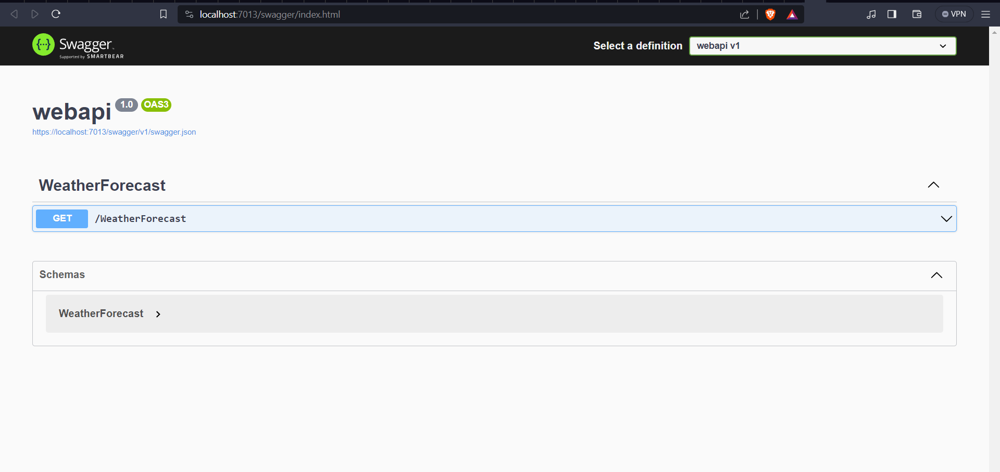 localhost:7013/swagger/index.html
VPN
{···} Swagger.
Supported by SMARTBEAR
Select a definition
webapi v1
webapi 1.0 OAS3
https://localhost:7013/swagger/v1/swagger.json
WeatherForecast
GET /WeatherForecast
Schemas
WeatherForecast